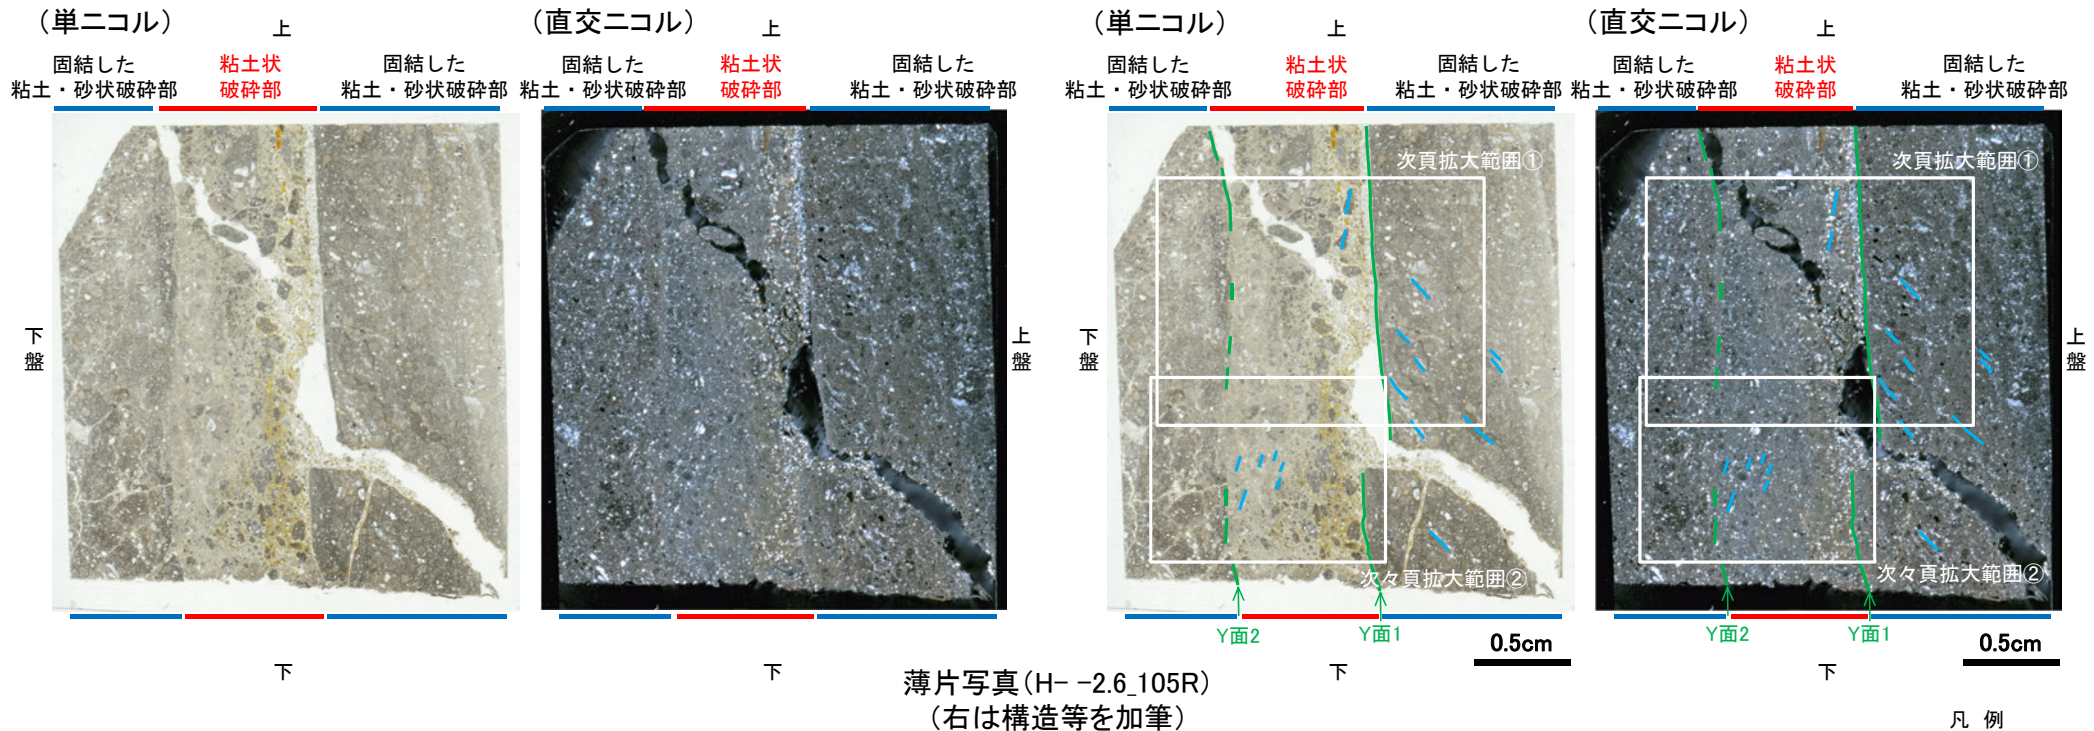 （単ニコル）
上
固結した
粘土・砂状破砕部
粘土状
破砕部
固結した
粘土・砂状破砕部
下盤
下
（直交ニコル）
上
固結した
粘土・砂状破砕部
粘土状
破砕部
固結した
粘土・砂状破砕部
上盤
下
（単ニコル）
上
固結した
粘土・砂状破砕部
粘土状
破砕部
固結した
粘土・砂状破砕部
次頁拡大範囲①
下盤
次々頁拡大範囲②
Y面2
Y面1
0.5cm
下
（直交ニコル）
上
固結した
粘土・砂状破砕部
粘土状
破砕部
固結した
粘土・砂状破砕部
次頁拡大範囲①
上盤
次々頁拡大範囲②
Y面2
Y面1
0.5cm
下
薄片写真（H- -2.6_105R）
（右は構造等を加筆）
凡 例